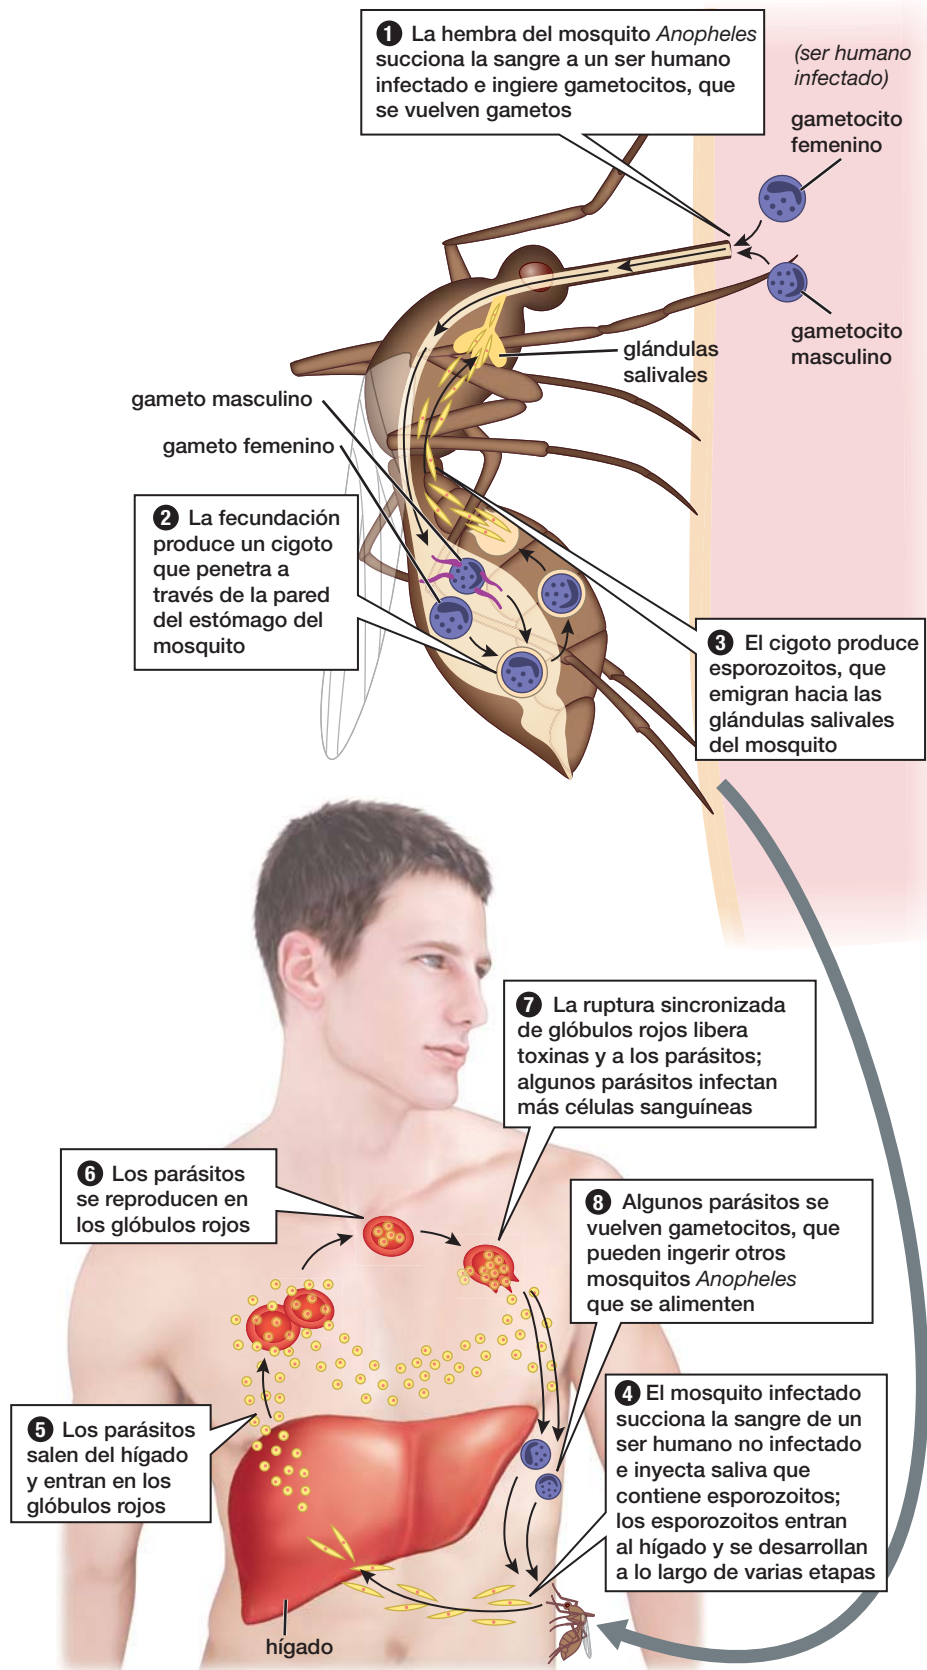 1 La hembra del mosquito Anopheles
succiona la sangre a un ser humano
infectado e ingiere gametocitos, que
se vuelven gametos
(ser humano
infectado)
gametocito
femenino
gametocito
masculino
glándulas
salivales
gameto masculino
gameto femenino
2 La fecundación
produce un cigoto
que penetra a
través de la pared
del estómago del
mosquito
3 El cigoto produce
esporozoitos, que
emigran hacia las
glándulas salivales
del mosquito
7 La ruptura sincronizada
de glóbulos rojos libera
toxinas y a los parásitos;
algunos parásitos infectan
más células sanguíneas
6 Los parásitos
se reproducen en
los glóbulos rojos
8 Algunos parásitos se
vuelven gametocitos, que
pueden ingerir otros
mosquitos Anopheles
que se alimenten
4 El mosquito infectado
succiona la sangre de un
ser humano no infectado
e inyecta saliva que
contiene esporozoitos;
los esporozoitos entran
al hígado y se desarrollan
a lo largo de varias etapas
5 Los parásitos
salen del hígado
y entran en los
glóbulos rojos
hígado